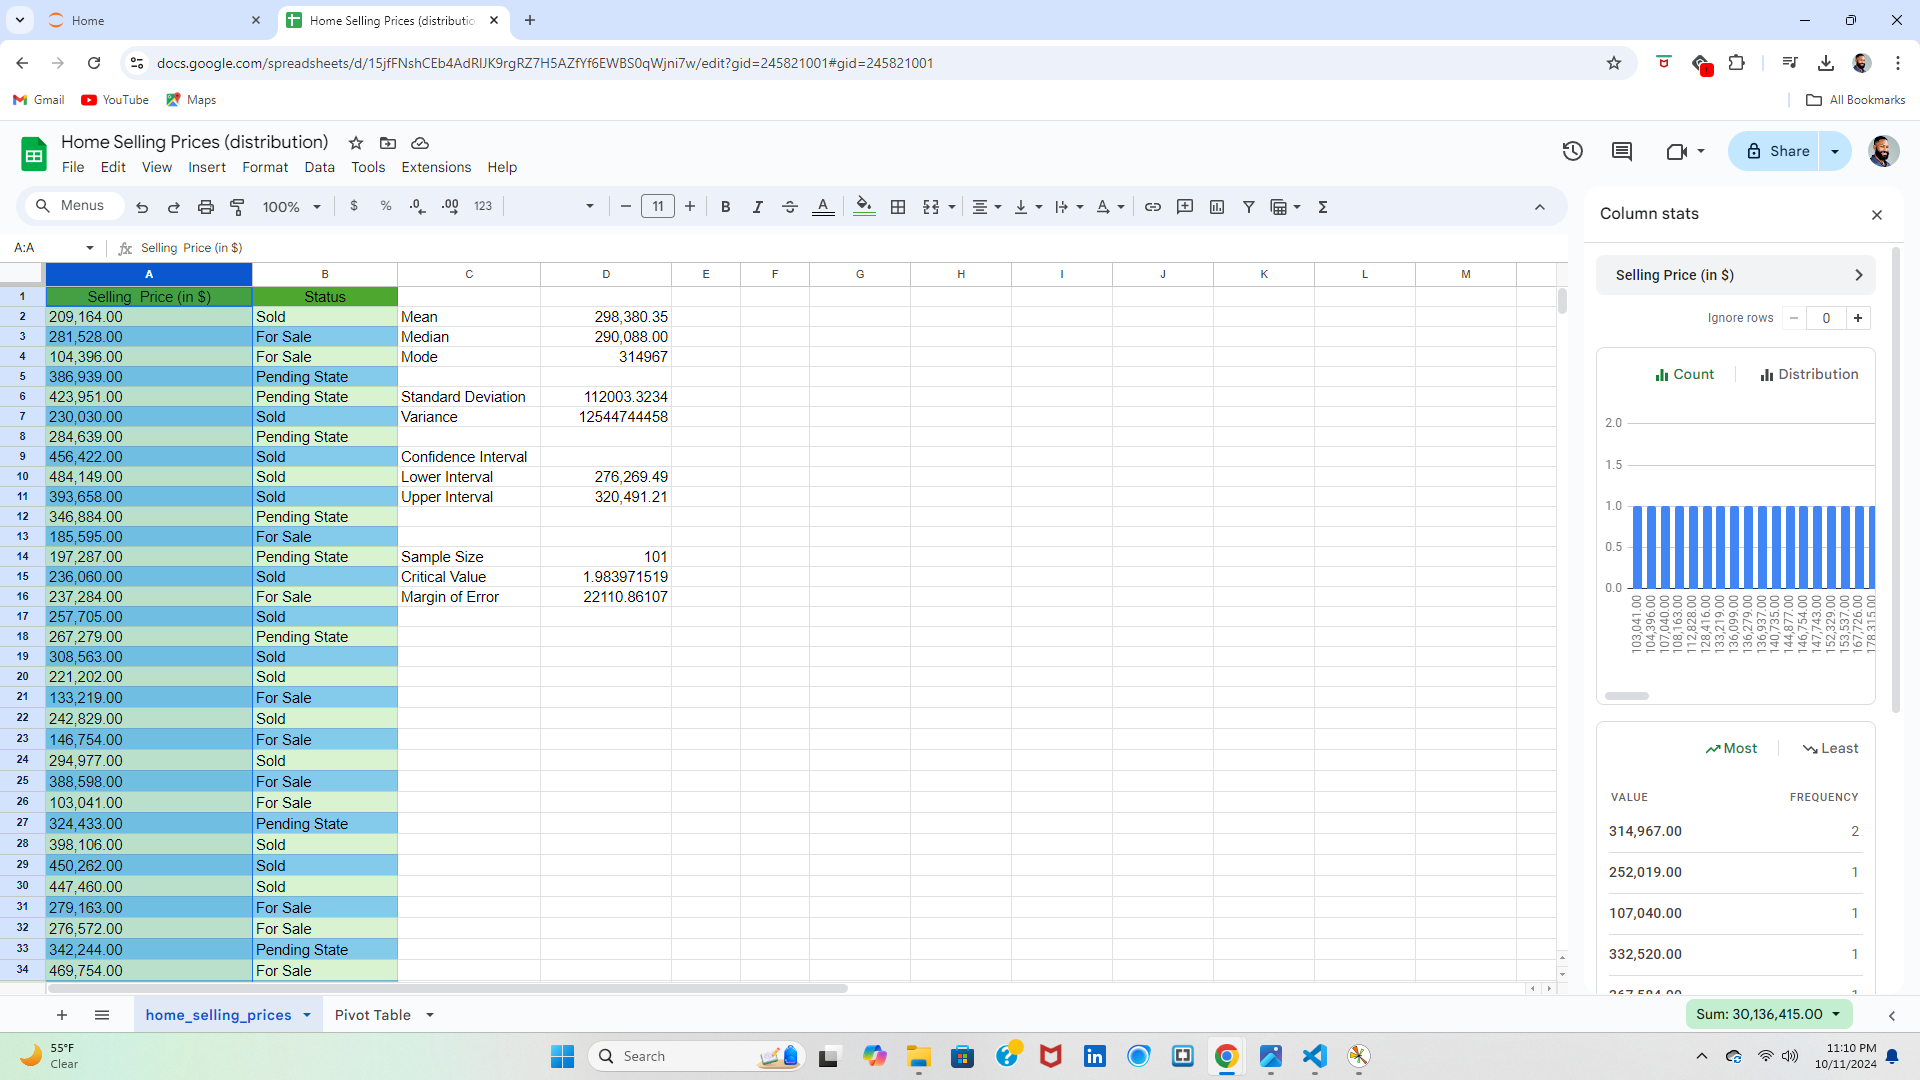 Home
Home Selling Prices (distributio
docs.google.com/spreadsheets/d/15jfFNshCEb4AdRIJK9rgRZ7H5AZfYf6EWBS0qWjni7w/edit?gid=245821001#gid=245821001
Gmail YouTube Maps All Bookmarks
Home Selling Prices (distribution)
File Edit View Insert Format Data Tools Extensions Help
Share
Menus 100% $ % .0 .00 123 11 B I A
A:A fx Selling Price (in $)
Column stats
Selling Price (in $)
Ignore rows 0
Count Distribution
2.0
1.5
1.0
0.5
0.0
103,041.00
104,396.00
107,040.00
108,163.00
112,828.00
128,416.00
133,219.00
136,099.00
136,279.00
136,937.00
140,735.00
144,877.00
146,754.00
147,743.00
152,329.00
153,537.00
167,726.00
178,315.00
Most Least
VALUE FREQUENCY
314,967.00 2
252,019.00 1
107,040.00 1
332,520.00 1
A B C D E F G H I J K L M
1 Selling Price (in $) Status
2 209,164.00 Sold Mean 298,380.35
3 281,528.00 For Sale Median 290,088.00
4 104,396.00 For Sale Mode 314967
5 386,939.00 Pending State
6 423,951.00 Pending State Standard Deviation 112003.3234
7 230,030.00 Sold Variance 12544744458
8 284,639.00 Pending State
9 456,422.00 Sold Confidence Interval
10 484,149.00 Sold Lower Interval 276,269.49
11 393,658.00 Sold Upper Interval 320,491.21
12 346,884.00 Pending State
13 185,595.00 For Sale
14 197,287.00 Pending State Sample Size 101
15 236,060.00 Sold Critical Value 1.983971519
16 237,284.00 For Sale Margin of Error 22110.86107
17 257,705.00 Sold
18 267,279.00 Pending State
19 308,563.00 Sold
20 221,202.00 Sold
21 133,219.00 For Sale
22 242,829.00 Sold
23 146,754.00 For Sale
24 294,977.00 Sold
25 388,598.00 For Sale
26 103,041.00 For Sale
27 324,433.00 Pending State
28 398,106.00 Sold
29 450,262.00 Sold
30 447,460.00 Sold
31 279,163.00 For Sale
32 276,572.00 For Sale
33 342,244.00 Pending State
34 469,754.00 For Sale
home_selling_prices Pivot Table Sum: 30,136,415.00
55°F
Clear
Search
11:10 PM
10/11/2024